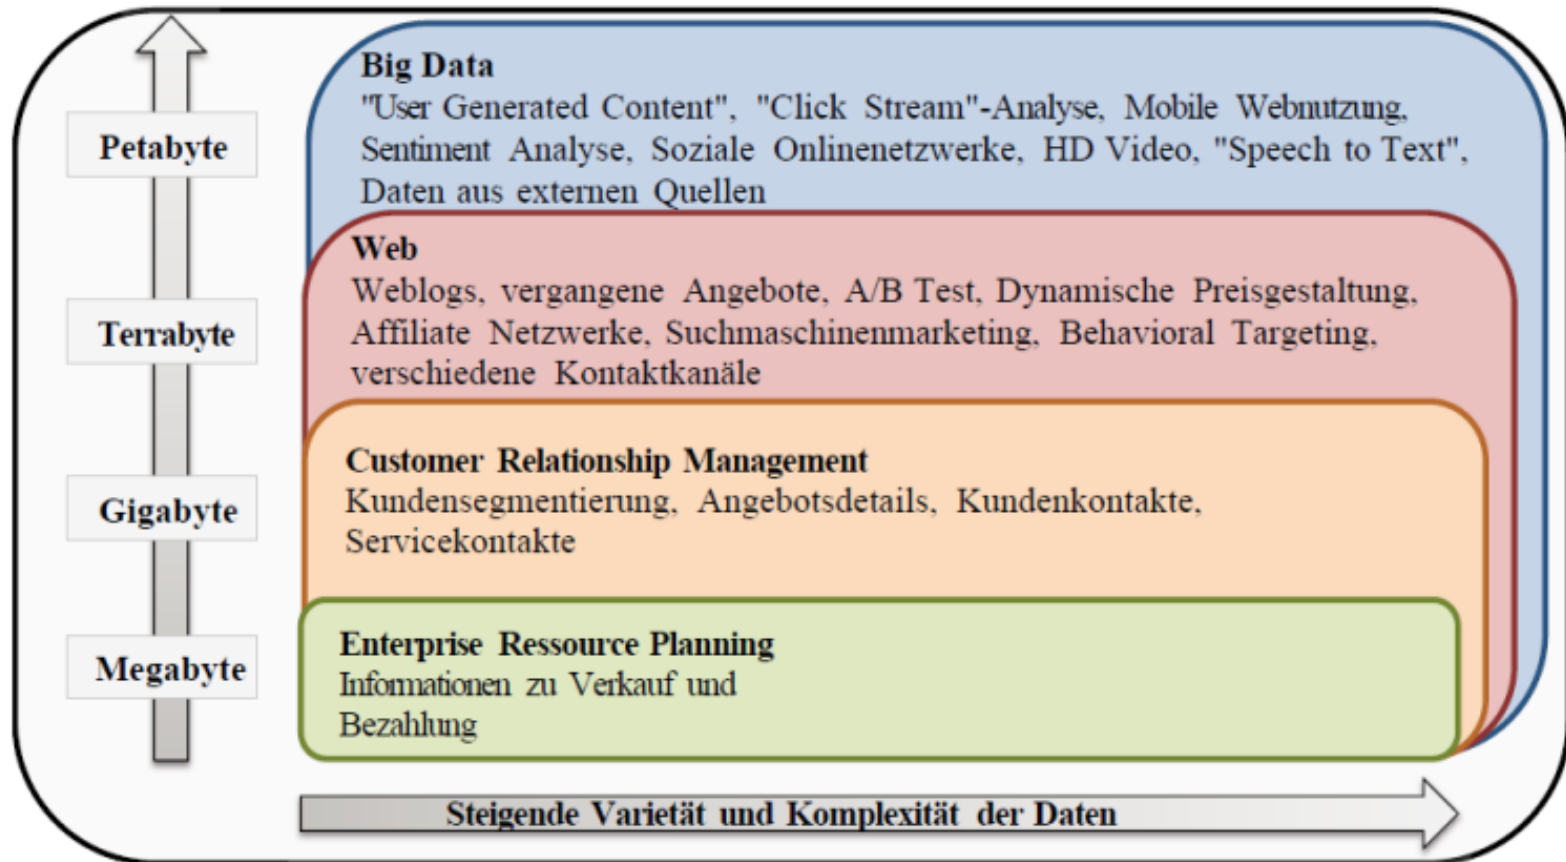 Petabyte
Terrabyte
Gigabyte
Megabyte
Big Data
"User Generated Content", "Click Stream"-Analyse, Mobile Webnutzung,
Sentiment Analyse, Soziale Onlinenetzwerke, HD Video, "Speech to Text",
Daten aus externen Quellen
Web
Weblogs, vergangene Angebote, A/B Test, Dynamische Preisgestaltung,
Affiliate Netzwerke, Suchmaschinenmarketing, Behavioral Targeting,
verschiedene Kontaktkanäle
Customer Relationship Management
Kundensegmentierung, Angebotsdetails, Kundenkontakte,
Servicekontakte
Enterprise Ressource Planning
Informationen zu Verkauf und
Bezahlung
Steigende Varietät und Komplexität der Daten